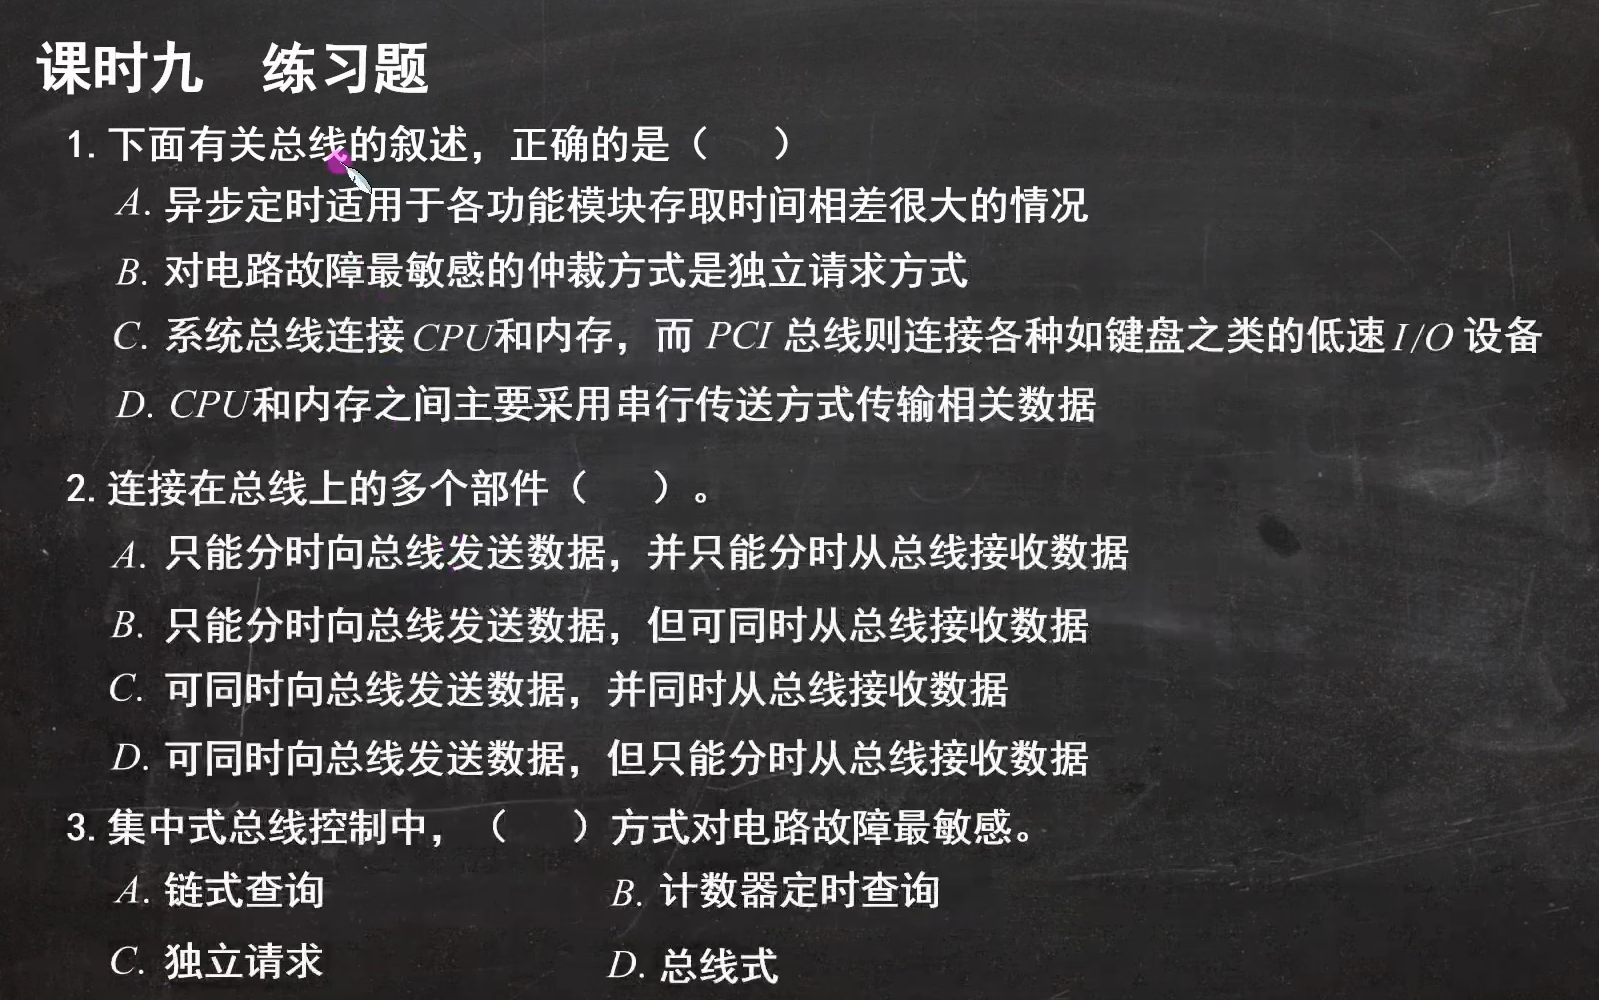 课时九 练习题
1. 下面有关总线的叙述，正确的是（ ）
A. 异步定时适用于各功能模块存取时间相差很大的情况
B. 对电路故障最敏感的仲裁方式是独立请求方式
C. 系统总线连接CPU和内存，而PCI总线则连接各种如键盘之类的低速I/O设备
D. CPU和内存之间主要采用串行传送方式传输相关数据
2. 连接在总线上的多个部件（ ）。
A. 只能分时向总线发送数据，并只能分时从总线接收数据
B. 只能分时向总线发送数据，但可同时从总线接收数据
C. 可同时向总线发送数据，并同时从总线接收数据
D. 可同时向总线发送数据，但只能分时从总线接收数据
3. 集中式总线控制中，（ ）方式对电路故障最敏感。
A. 链式查询 B. 计数器定时查询
C. 独立请求 D. 总线式